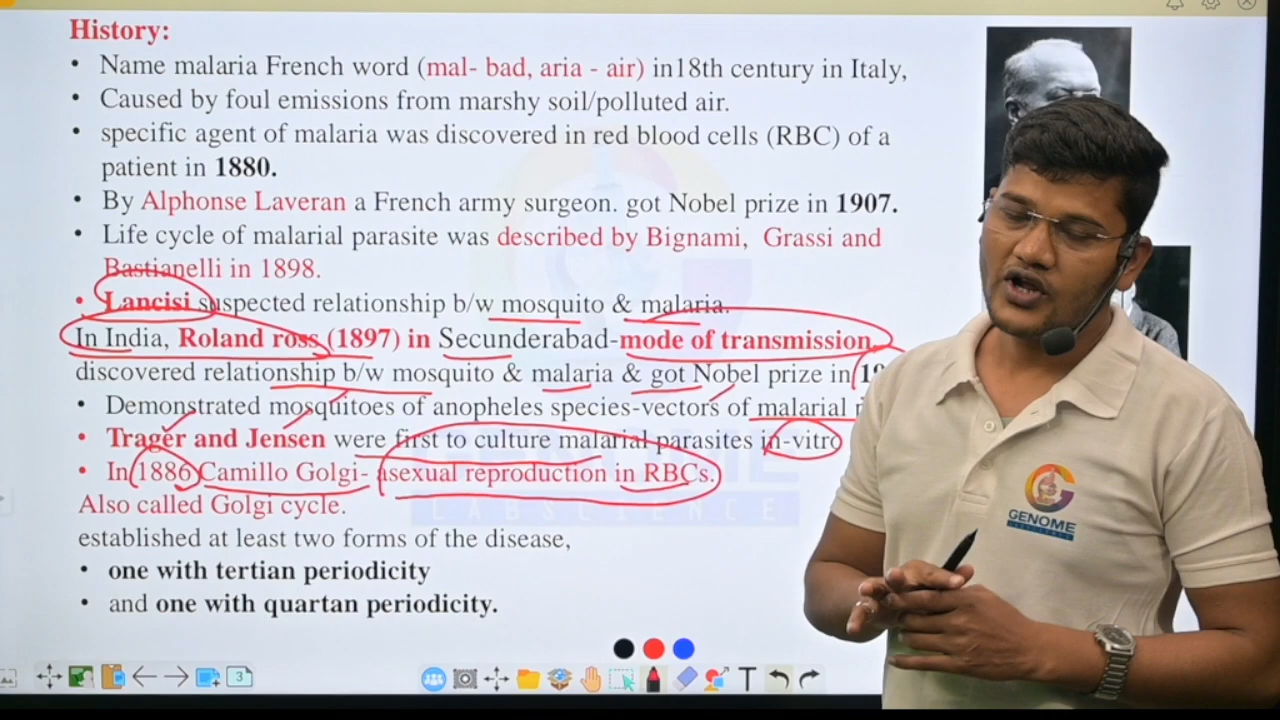 History:
• Name malaria French word (mal- bad, aria - air) in18th century in Italy,
• Caused by foul emissions from marshy soil/polluted air.
• specific agent of malaria was discovered in red blood cells (RBC) of a
patient in 1880.
• By Alphonse Laveran a French army surgeon. got Nobel prize in 1907.
• Life cycle of malarial parasite was described by Bignami, Grassi and
Bastianelli in 1898.
• Lancisi suspected relationship b/w mosquito & malaria.
In India, Roland ross (1897) in Secunderabad-mode of transmission,
discovered relationship b/w mosquito & malaria & got Nobel prize in
• Demonstrated mosquitoes of anopheles species-vectors of malarial
• Trager and Jensen were first to culture malarial parasites in-vitro
• In 1886 Camillo Golgi- asexual reproduction in RBCs.
Also called Golgi cycle.
established at least two forms of the disease,
• one with tertian periodicity
• and one with quartan periodicity.
GENOME
LABSCIENCE
3
T
GENOME